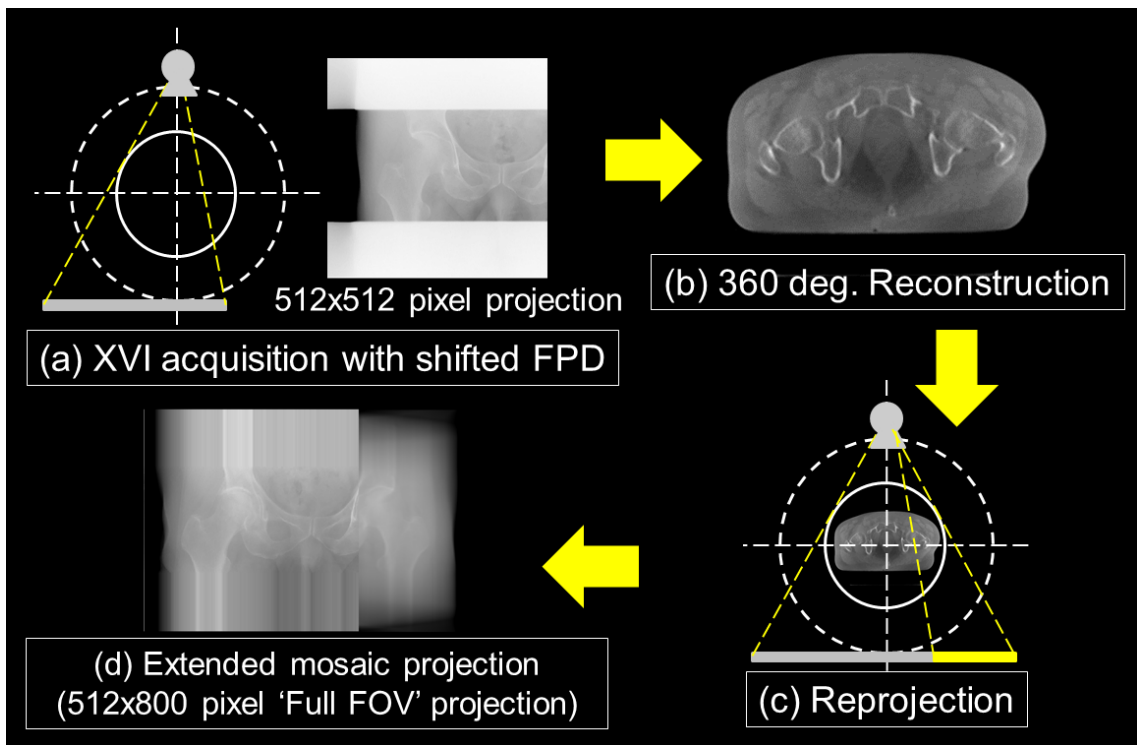 512x512 pixel projection
(a) XVI acquisition with shifted FPD
(b) 360 deg. Reconstruction
(c) Reprojection
(d) Extended mosaic projection
(512x800 pixel ‘Full FOV’ projection)